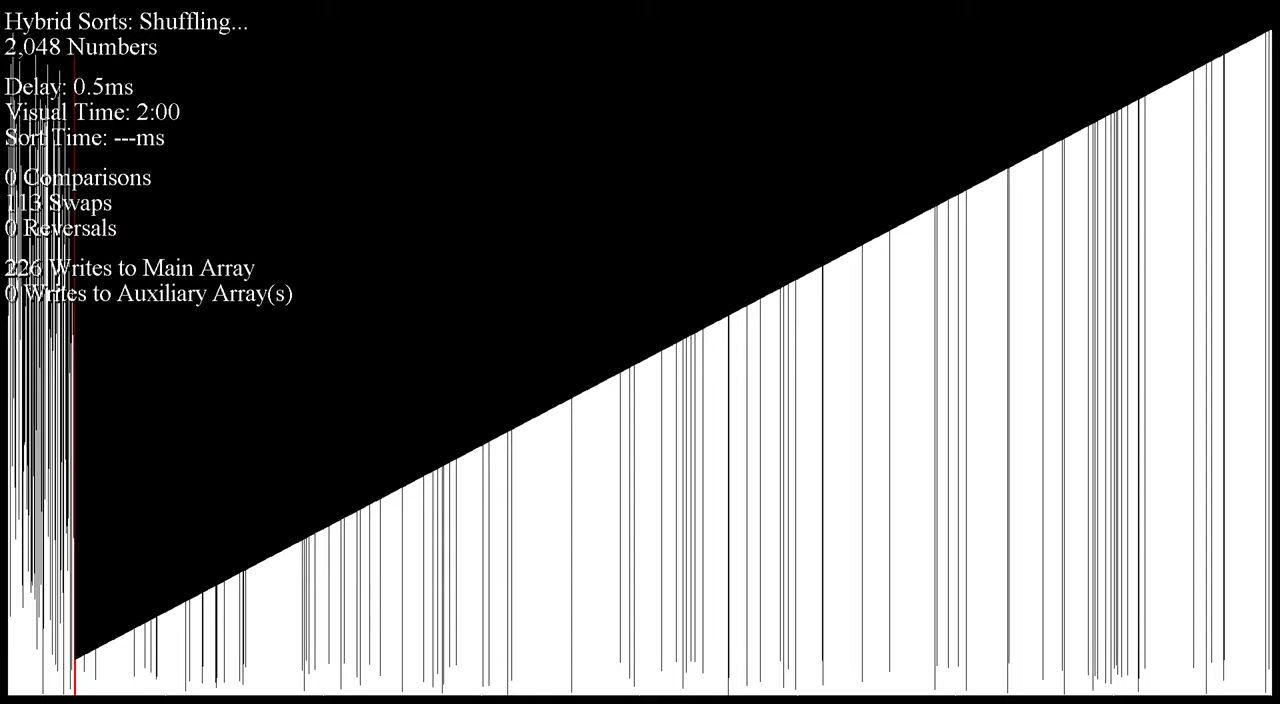 Hybrid Sorts: Shuffling...
2,048 Numbers
Delay: 0.5ms
Visual Time: 2:00
Sort Time: ---ms
0 Comparisons
113 Swaps
0 Reversals
226 Writes to Main Array
0 Writes to Auxiliary Array(s)